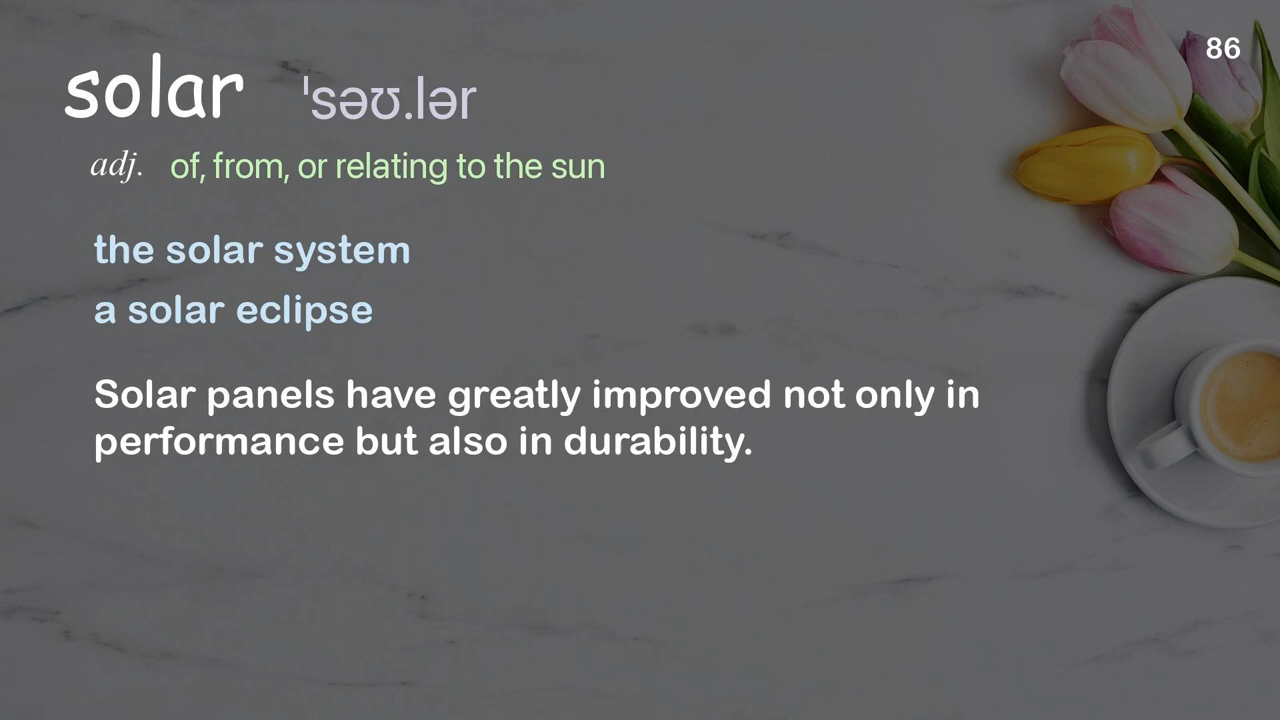 86
solar ˈsəʊ.lər
adj. of, from, or relating to the sun
the solar system
a solar eclipse
Solar panels have greatly improved not only in
performance but also in durability.